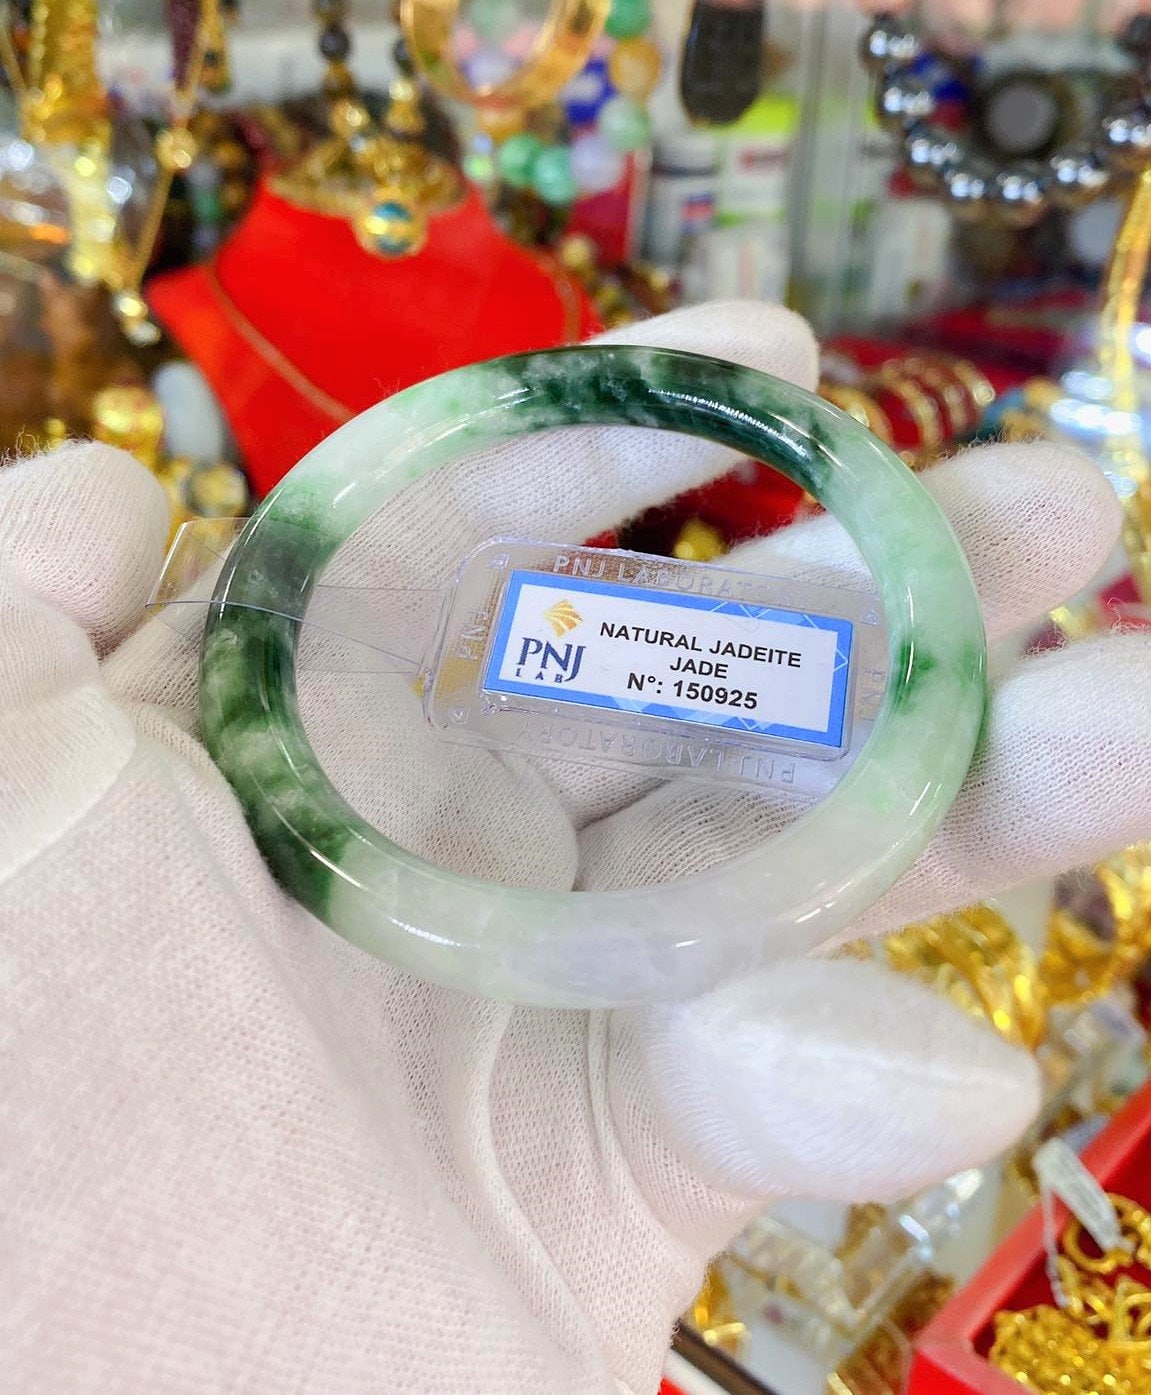 PNJ LABORATORY
PNJ
LAB
NATURAL JADEITE
JADE
N°: 150925
PNJ LABORATORY